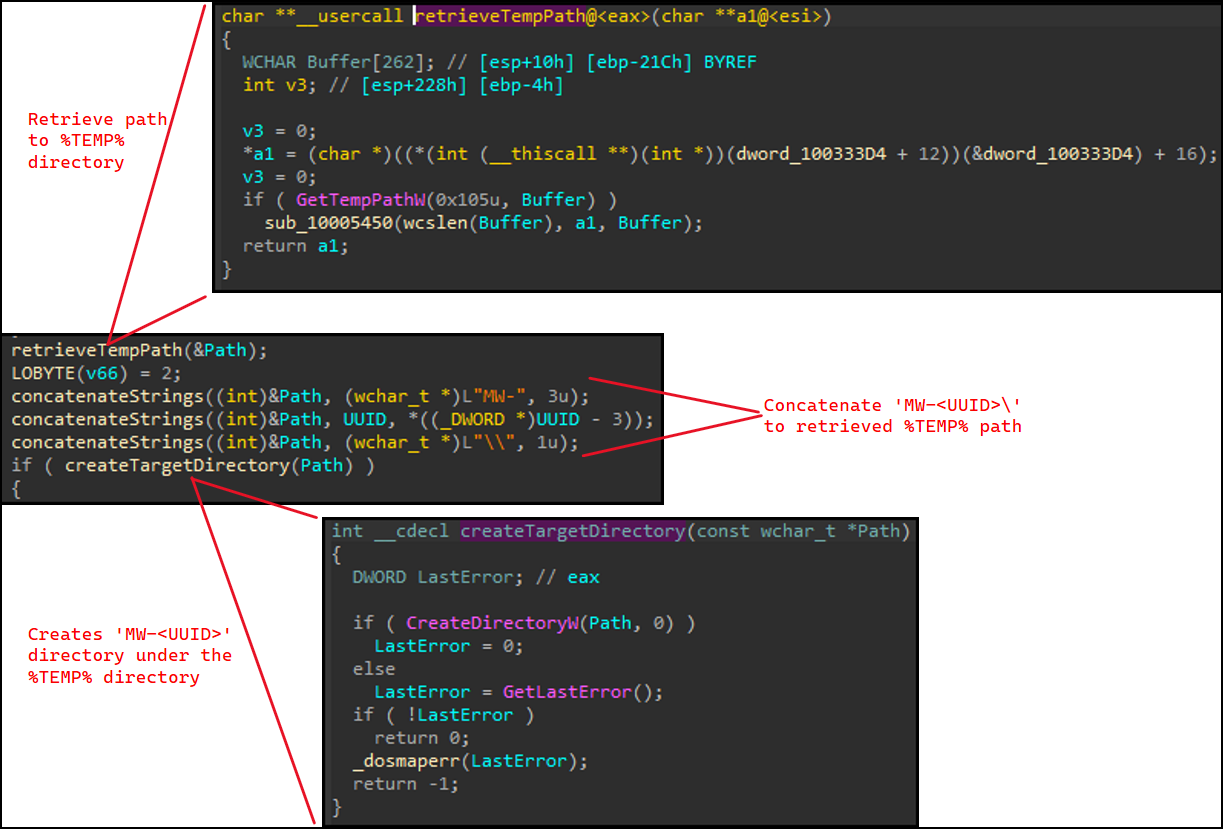 char **__usercall retrieveTempPath@<eax>(char **a1@<esi>)
{
WCHAR Buffer[262]; // [esp+10h] [ebp-21Ch] BYREF
int v3; // [esp+228h] [ebp-4h]
v3 = 0;
*a1 = (char *)((*(int (__thiscall **)(int *))(dword_100333D4 + 12))(&dword_100333D4) + 16);
v3 = 0;
if ( GetTempPathW(0x105u, Buffer) )
sub_10005450(wcslen(Buffer), a1, Buffer);
return a1;
}
Retrieve path
to %TEMP%
directory
retrieveTempPath(&Path);
LOBYTE(v66) = 2;
concatenateStrings((int)&Path, (wchar_t *)L"MW-", 3u);
concatenateStrings((int)&Path, UUID, *((_DWORD *)UUID - 3));
concatenateStrings((int)&Path, (wchar_t *)L"\\", 1u);
if ( createTargetDirectory(Path) )
{
Concatenate 'MW-<UUID>\'
to retrieved %TEMP% path
int __cdecl createTargetDirectory(const wchar_t *Path)
{
DWORD LastError; // eax
if ( CreateDirectoryW(Path, 0) )
LastError = 0;
else
LastError = GetLastError();
if ( !LastError )
return 0;
_dosmaperr(LastError);
return -1;
}
Creates 'MW-<UUID>'
directory under the
%TEMP% directory